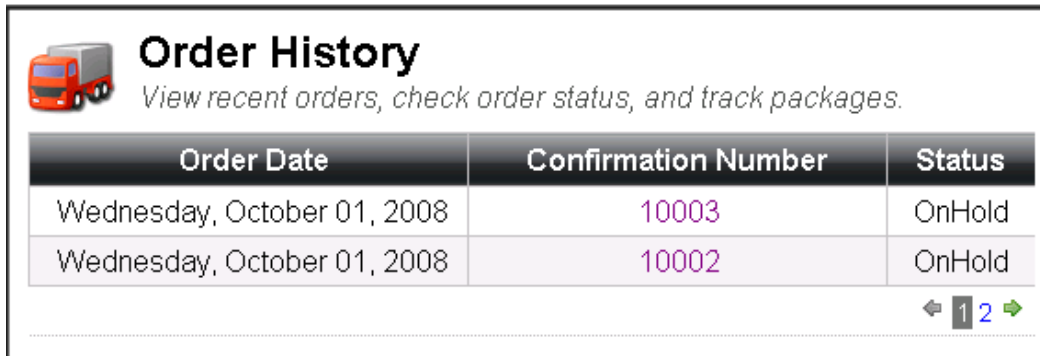 Order History
View recent orders, check order status, and track packages.
Order Date Confirmation Number Status
Wednesday, October 01, 2008 10003 OnHold
Wednesday, October 01, 2008 10002 OnHold
1 2